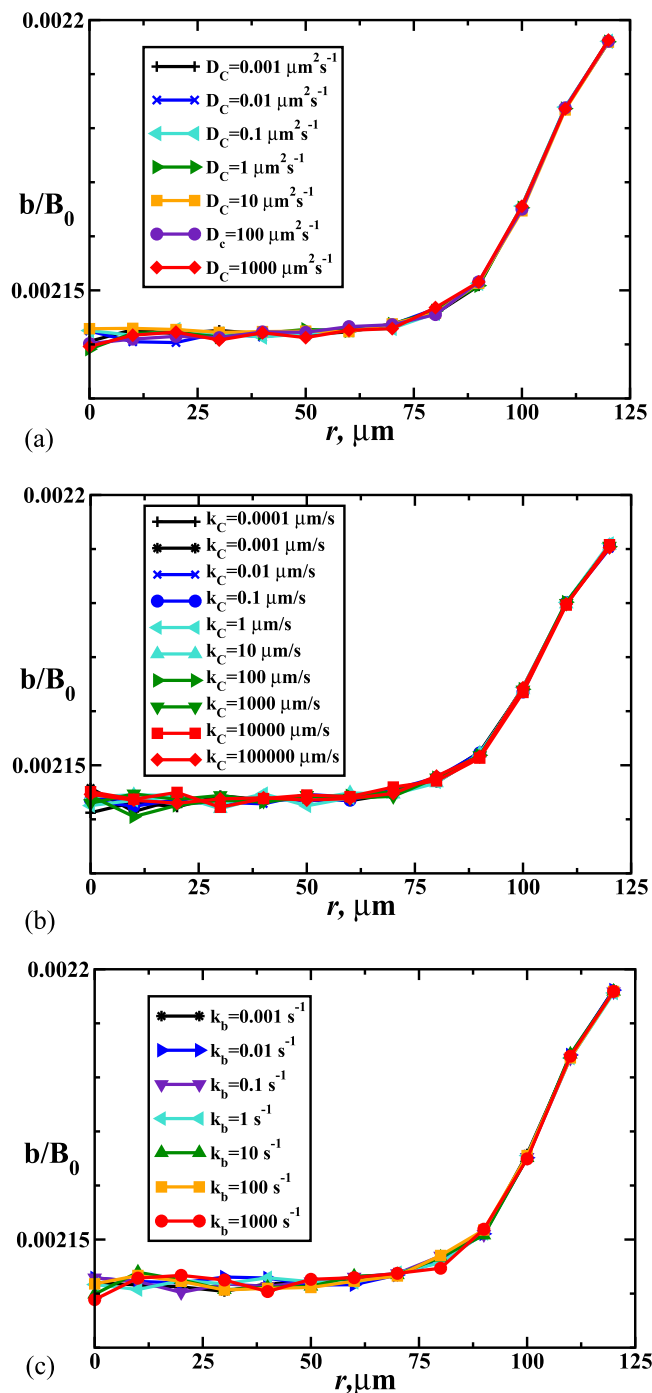 0.0022
D_C=0.001 μm²s⁻¹
D_C=0.01 μm²s⁻¹
D_C=0.1 μm²s⁻¹
D_C=1 μm²s⁻¹
D_C=10 μm²s⁻¹
D_c=100 μm²s⁻¹
D_C=1000 μm²s⁻¹
b/B₀
0.00215
0 25 50 75 100 125
r, μm
(a)
0.0022
k_C=0.0001 μm/s
k_C=0.001 μm/s
k_C=0.01 μm/s
k_C=0.1 μm/s
k_C=1 μm/s
k_C=10 μm/s
k_C=100 μm/s
k_C=1000 μm/s
k_C=10000 μm/s
k_C=100000 μm/s
b/B₀
0.00215
0 25 50 75 100 125
r, μm
(b)
0.0022
k_b=0.001 s⁻¹
k_b=0.01 s⁻¹
k_b=0.1 s⁻¹
k_b=1 s⁻¹
k_b=10 s⁻¹
k_b=100 s⁻¹
k_b=1000 s⁻¹
b/B₀
0.00215
0 25 50 75 100 125
r,μm
(c)